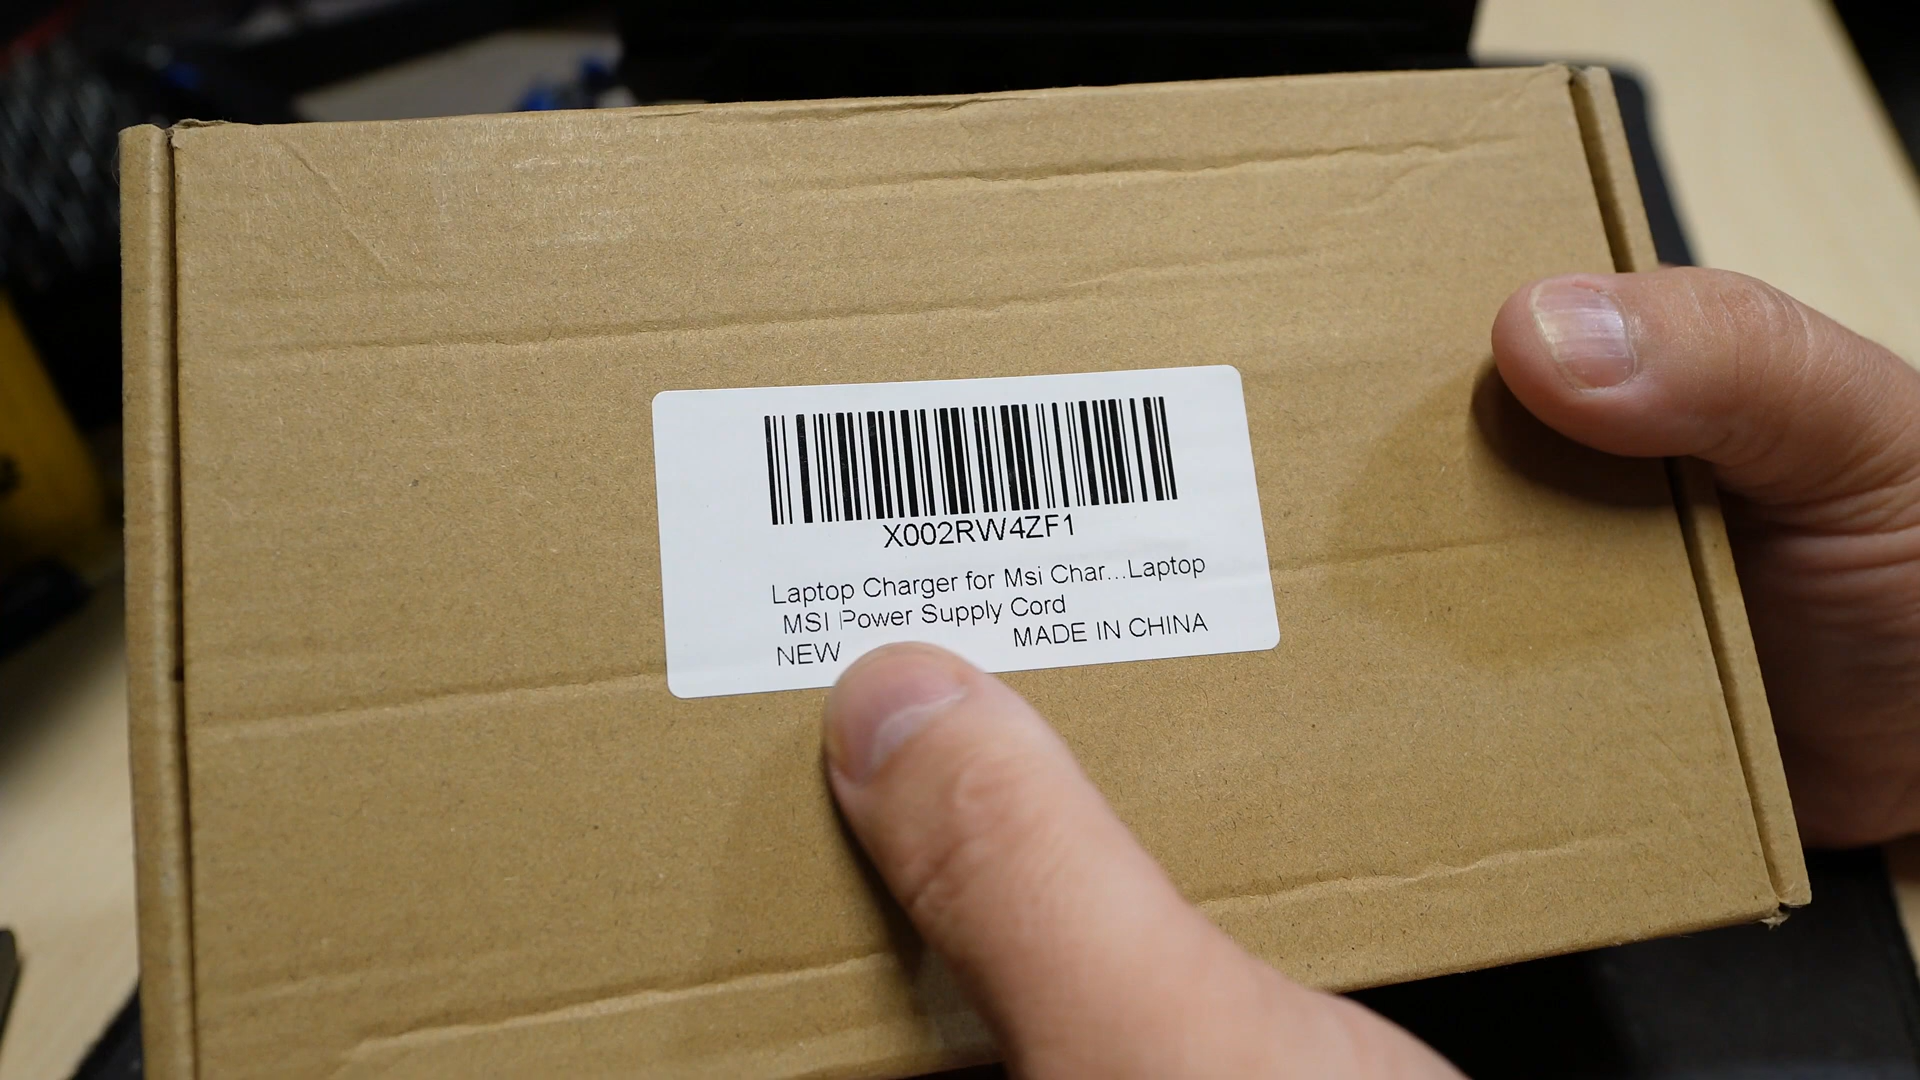 X002RW4ZF1
Laptop Charger for Msi Char...Laptop
MSI Power Supply Cord
NEW MADE IN CHINA